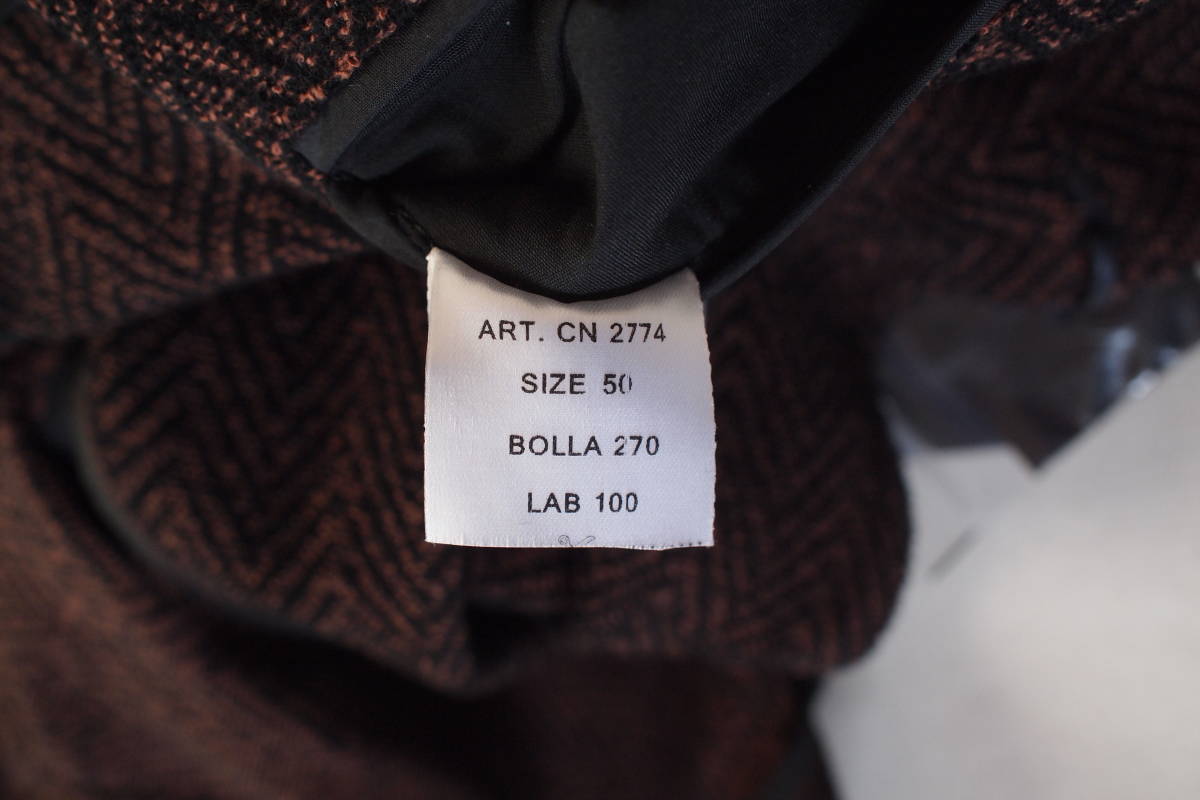 ART. CN 2774
SIZE 50
BOLLA 270
LAB 100